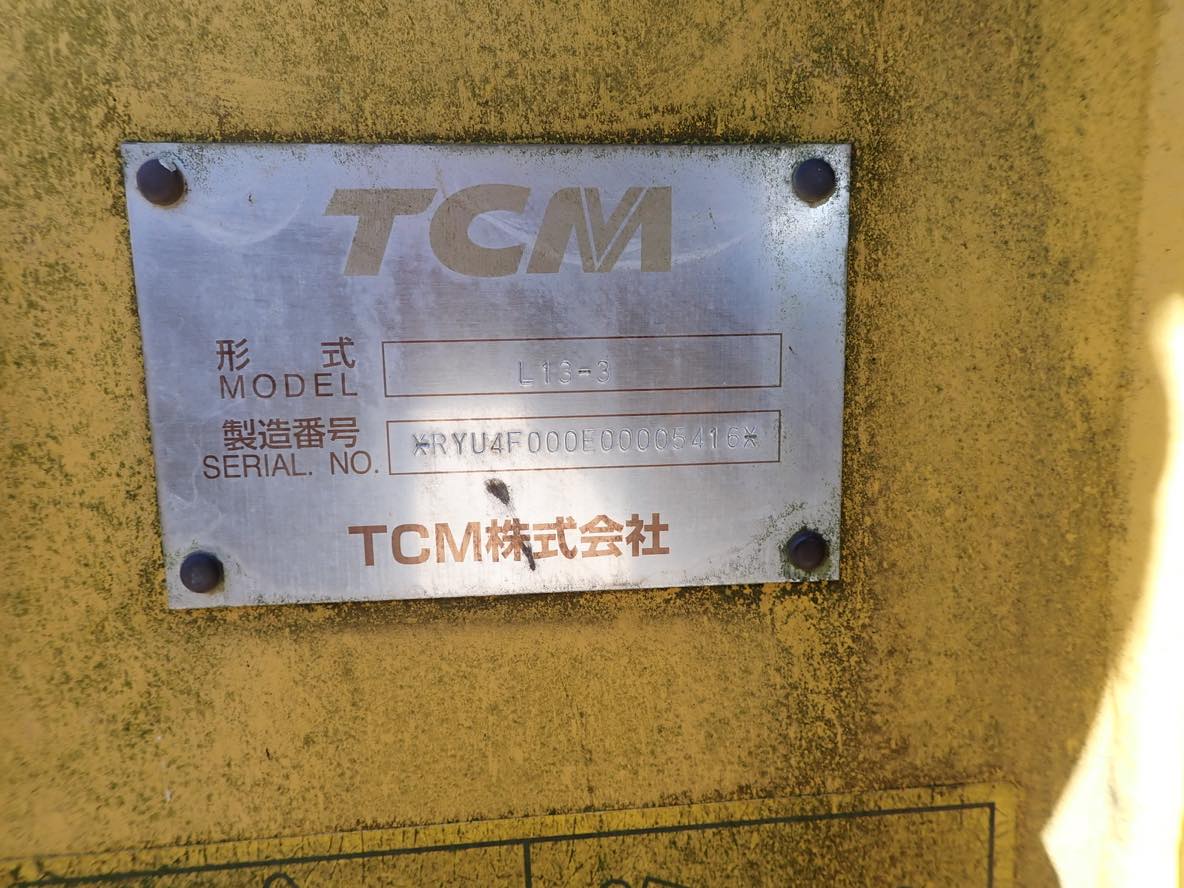 TCM
形 式
MODEL
L13-3
製造番号
SERIAL. NO.
*RYU4F000E00005416*
TCM株式会社